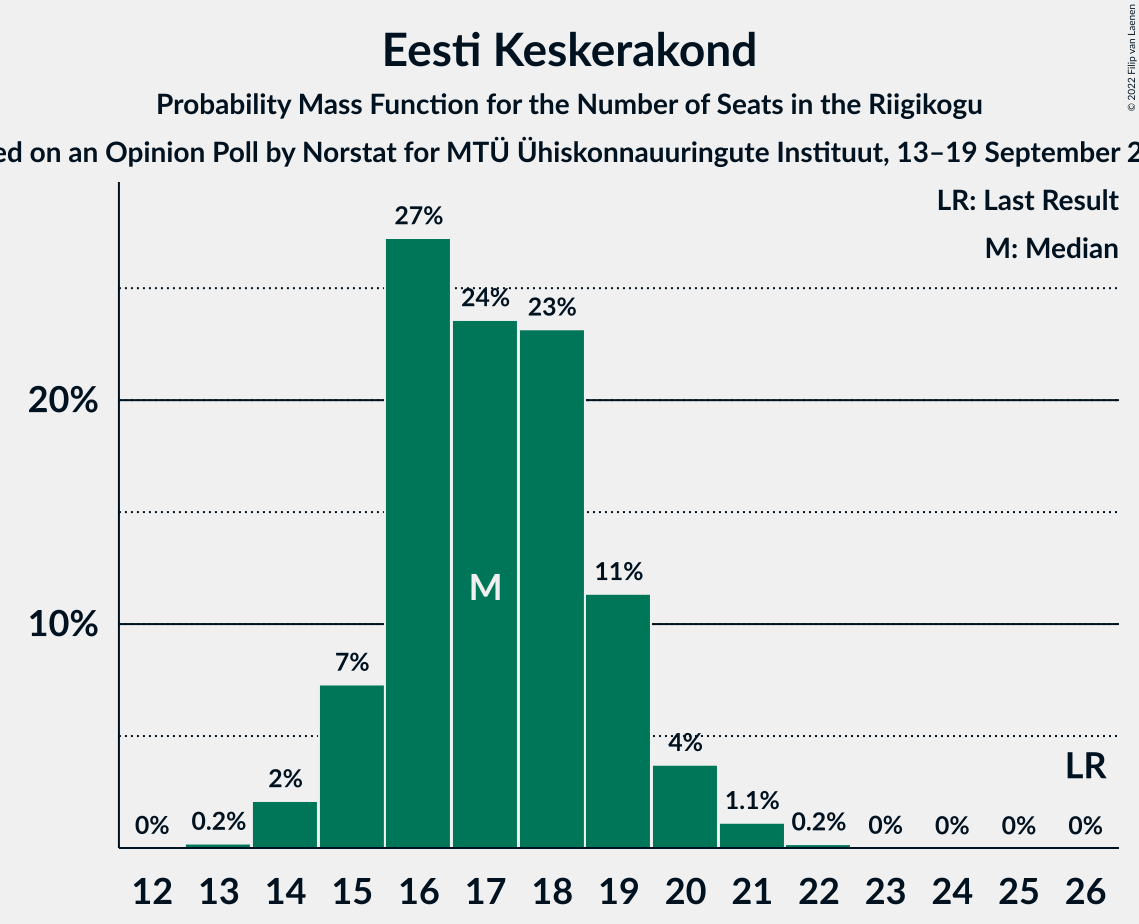 Eesti Keskerakond
Probability Mass Function for the Number of Seats in the Riigikogu
on an Opinion Poll by Norstat for MTÜ Ühiskonnauuringute Instituut, 13–19 September
© 2022 Filip van Laenen
LR: Last Result
M: Median
27%
24%
23%
20%
M
11%
10%
7%
4%
LR
2%
1.1%
0%
0.2%
0.2%
0%
0%
0%
0%
12 13 14 15 16 17 18 19 20 21 22 23 24 25 26